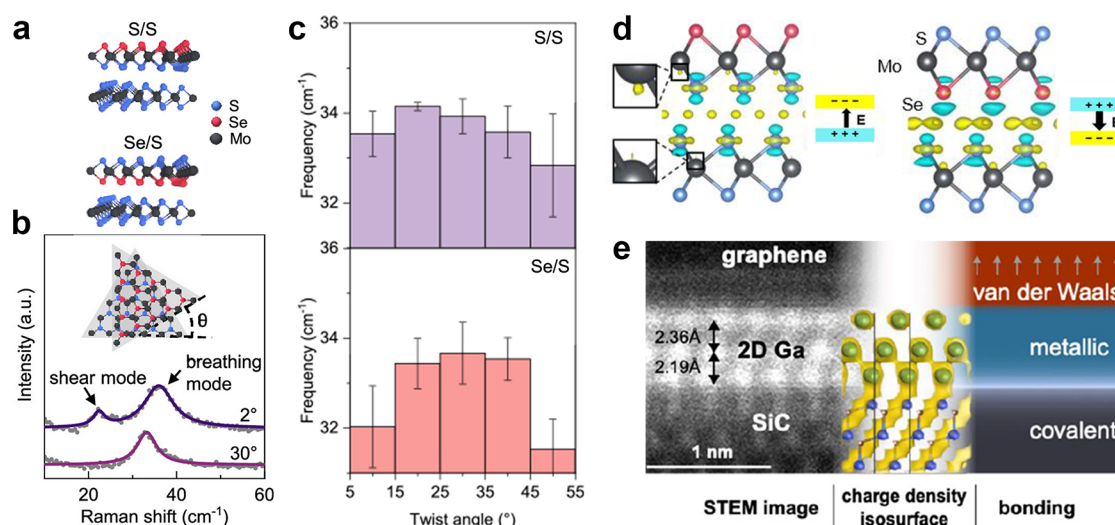 a
S/S
S
Se
Mo
Se/S
b
Intensity (a.u.)
θ
shear mode
breathing
mode
2°
30°
20
40
60
Raman shift (cm-1)
c
S/S
Frequency (cm-1)
36
34
32
36
Se/S
Frequency (cm-1)
34
32
5
15
25
35
45
55
Twist angle (°)
d
S
Mo
Se
- - -
E
+ + +
+ + +
E
- - -
e
graphene
2.36Å
2D Ga
2.19Å
SiC
1 nm
van der Waals
metallic
covalent
STEM image
charge density
isosurface
bonding